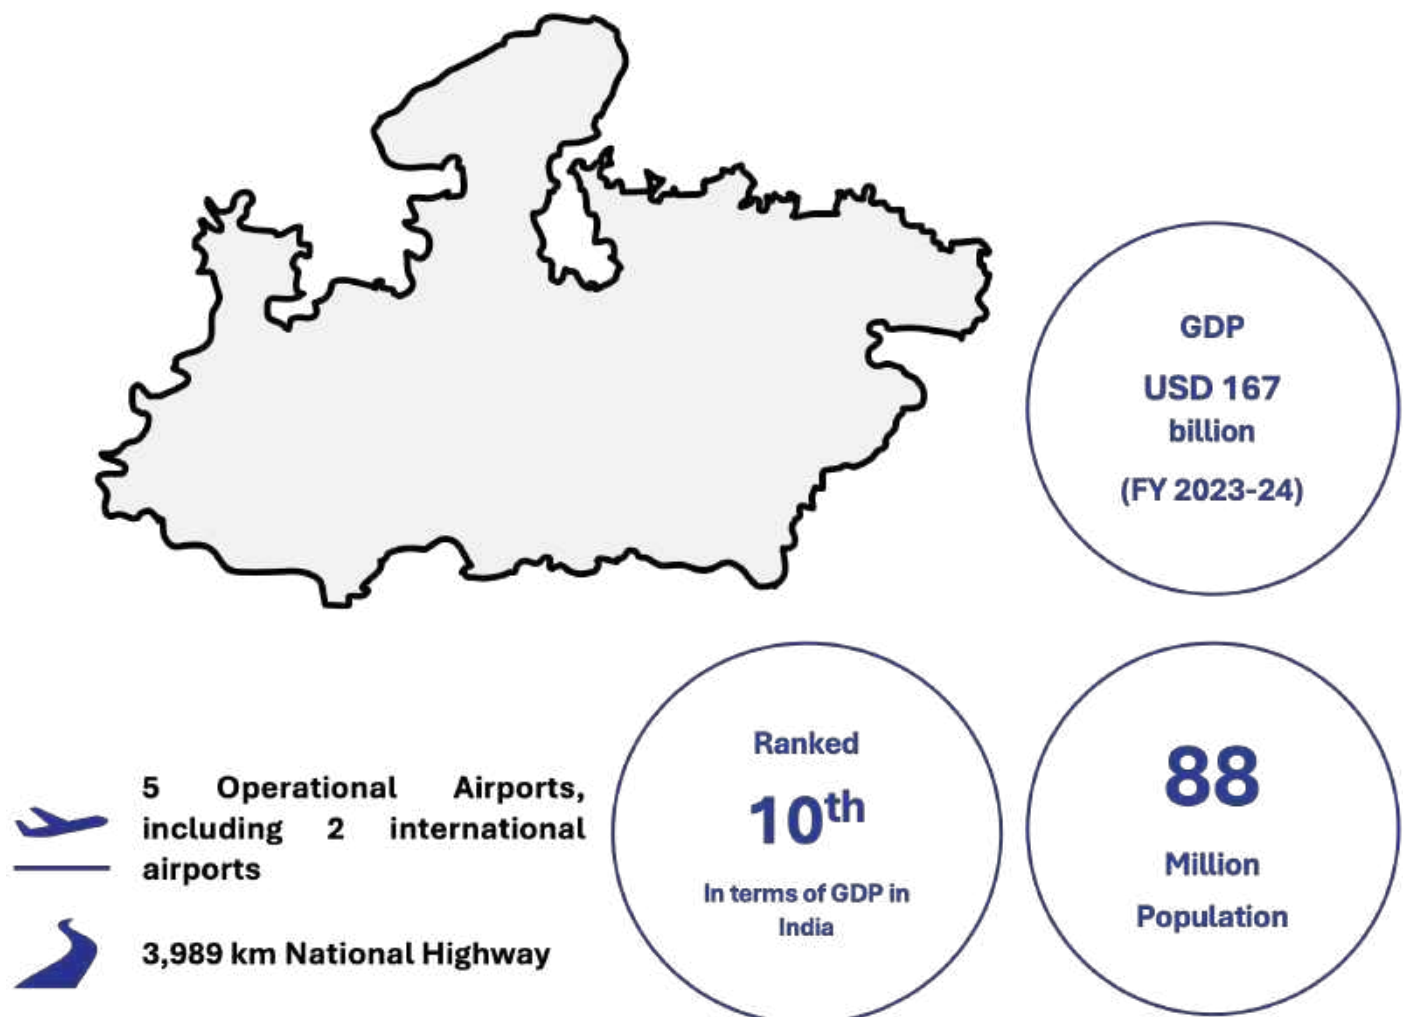 GDP
USD 167
billion
(FY 2023-24)
5 Operational Airports,
including 2 international
airports
3,989 km National Highway
Ranked
10th
In terms of GDP in
India
88
Million
Population